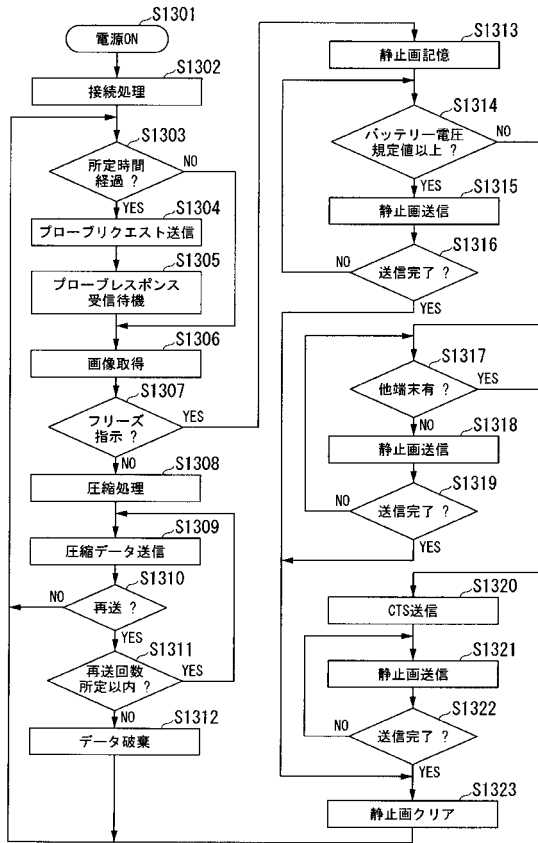 S1301
電源ON
S1302
接続処理
S1303
所定時間
経過 ?
NO
YES
S1304
プローブリクエスト送信
S1305
プローブレスポンス
受信待機
S1306
画像取得
S1307
フリーズ
指示 ?
YES
NO
S1308
圧縮処理
S1309
圧縮データ送信
S1310
NO
再送 ?
YES
S1311
再送回数
所定以内 ?
YES
NO
S1312
データ破棄
S1313
静止画記憶
S1314
バッテリー電圧
規定値以上 ?
NO
YES
S1315
静止画送信
S1316
NO
送信完了 ?
YES
S1317
他端末有 ?
YES
NO
S1318
静止画送信
S1319
NO
送信完了 ?
YES
S1320
CTS送信
S1321
静止画送信
S1322
NO
送信完了 ?
YES
S1323
静止画クリア